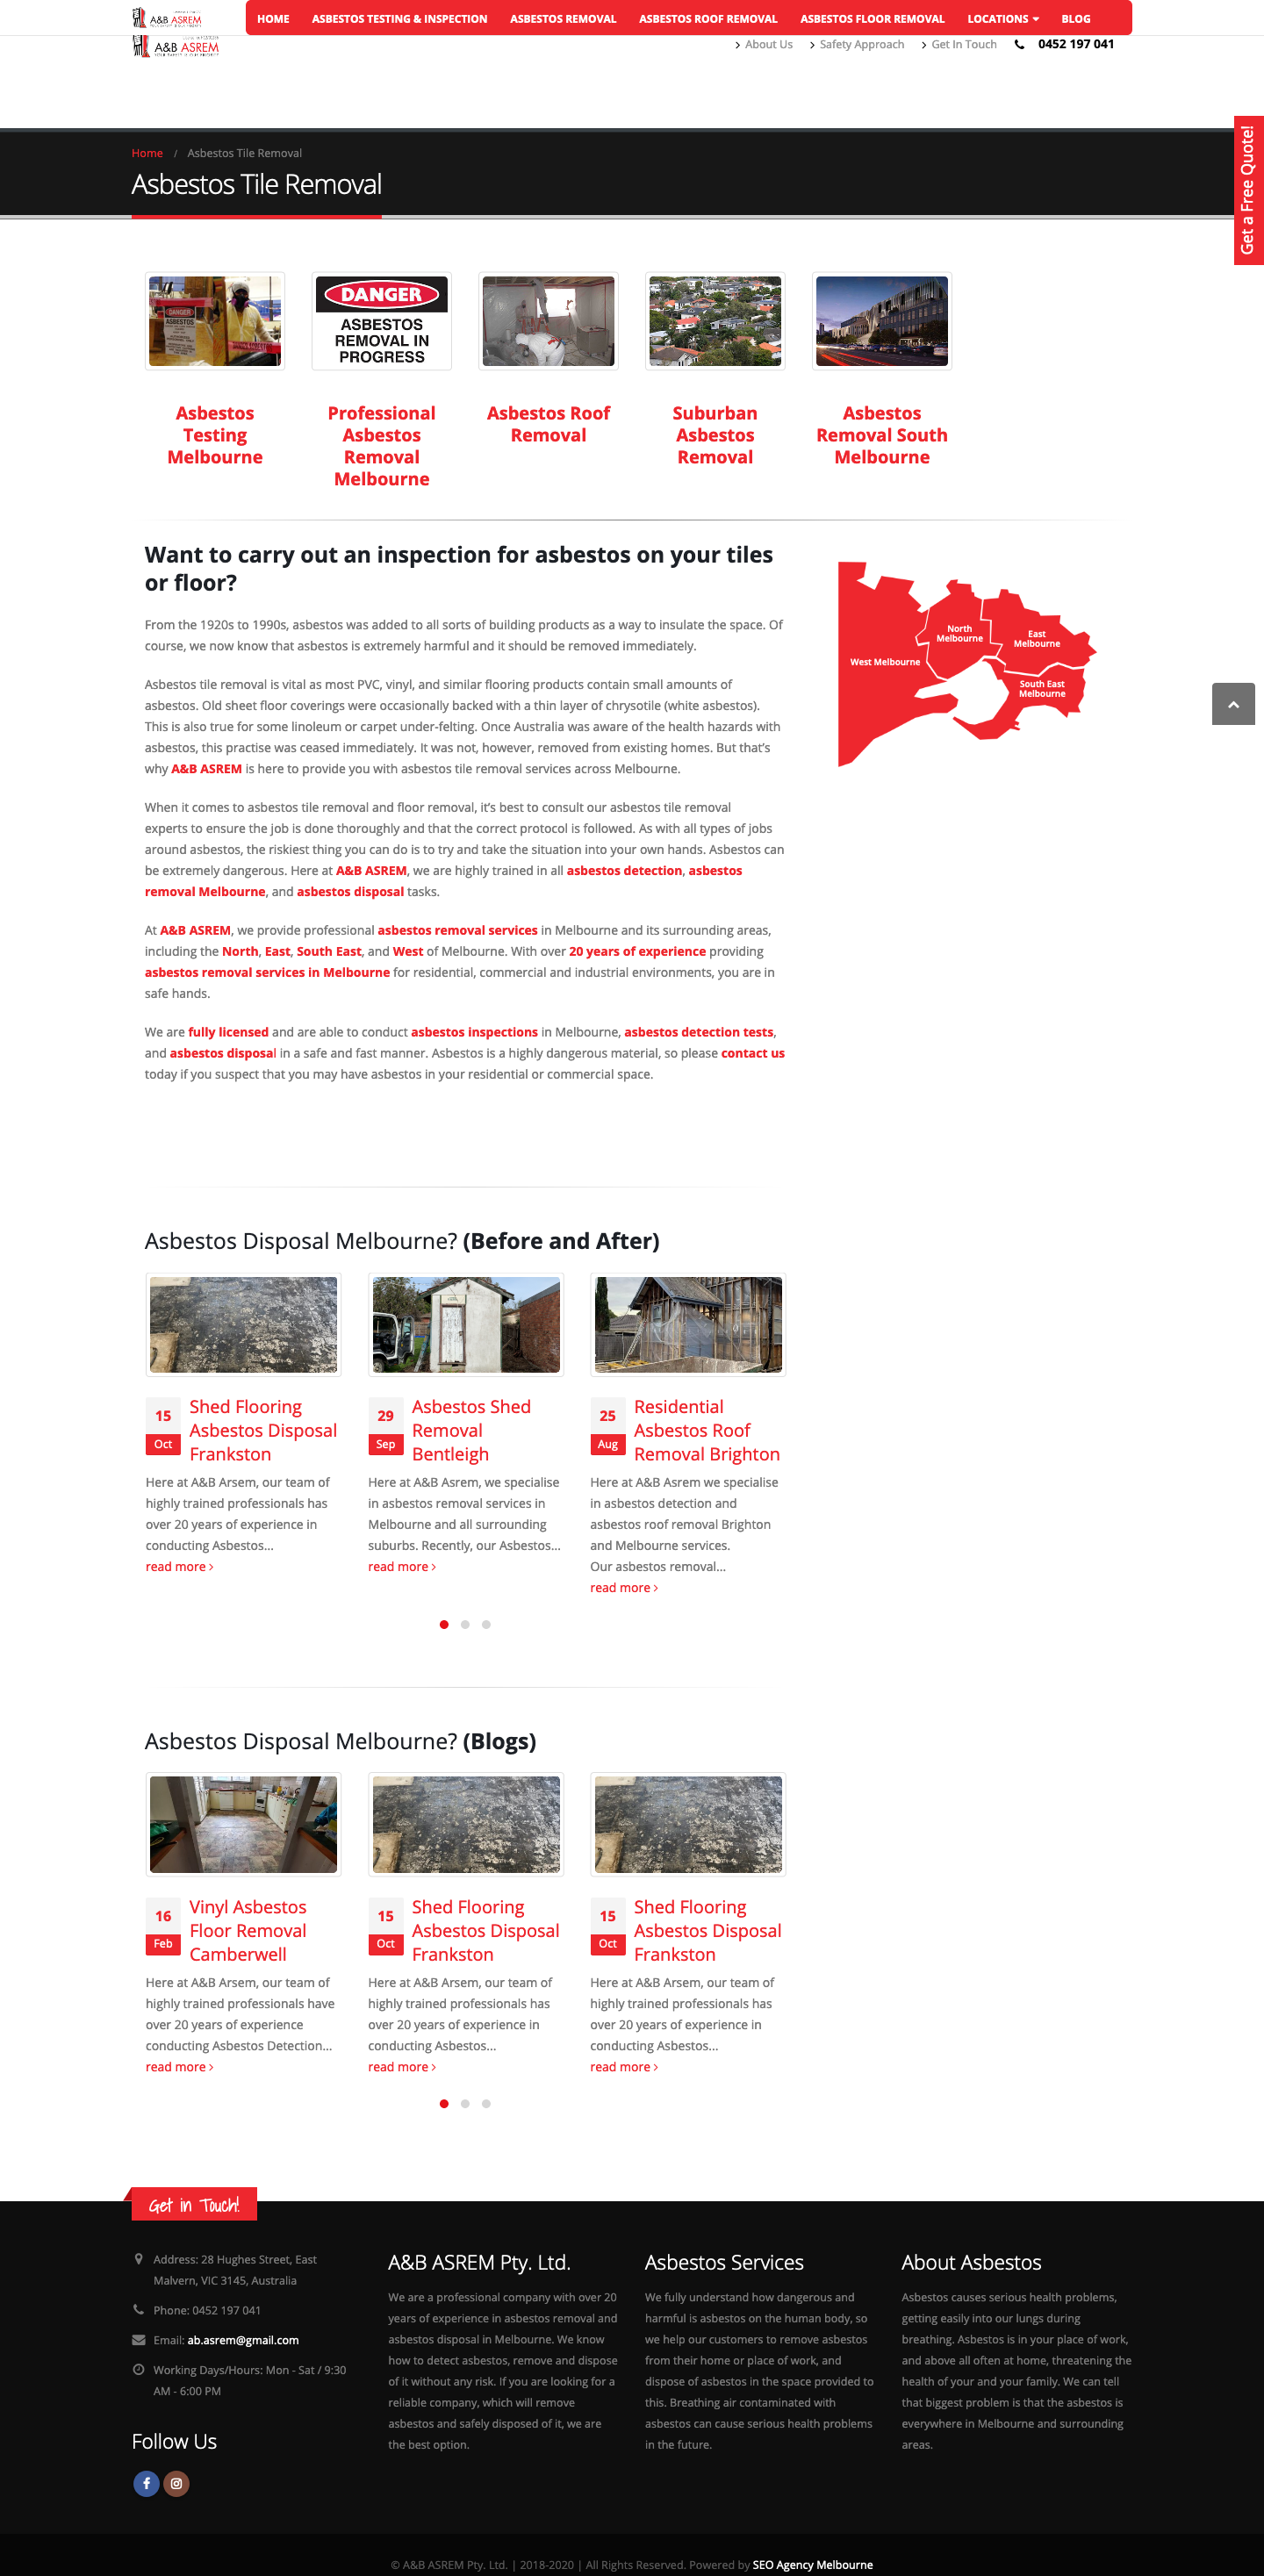 A&B ASREM
HOME ASBESTOS TESTING & INSPECTION ASBESTOS REMOVAL ASBESTOS ROOF REMOVAL ASBESTOS FLOOR REMOVAL LOCATIONS BLOG
A&B ASREM
About Us Safety Approach Get In Touch 0452 197 041
Get a Free Quote!
Home / Asbestos Tile Removal
Asbestos Tile Removal
DANGER
ASBESTOS
DANGER
ASBESTOS
REMOVAL IN
PROGRESS
Asbestos
Testing
Melbourne
Professional
Asbestos
Removal
Melbourne
Asbestos Roof
Removal
Suburban
Asbestos
Removal
Asbestos
Removal South
Melbourne
Want to carry out an inspection for asbestos on your tiles
or floor?
From the 1920s to 1990s, asbestos was added to all sorts of building products as a way to insulate the space. Of
course, we now know that asbestos is extremely harmful and it should be removed immediately.
Asbestos tile removal is vital as most PVC, vinyl, and similar flooring products contain small amounts of
asbestos. Old sheet floor coverings were occasionally backed with a thin layer of chrysotile (white asbestos).
This is also true for some linoleum or carpet under-felting. Once Australia was aware of the health hazards with
asbestos, this practise was ceased immediately. It was not, however, removed from existing homes. But that's
why A&B ASREM is here to provide you with asbestos tile removal services across Melbourne.
When it comes to asbestos tile removal and floor removal, it's best to consult our asbestos tile removal
experts to ensure the job is done thoroughly and that the correct protocol is followed. As with all types of jobs
around asbestos, the riskiest thing you can do is to try and take the situation into your own hands. Asbestos can
be extremely dangerous. Here at A&B ASREM, we are highly trained in all asbestos detection, asbestos
removal Melbourne, and asbestos disposal tasks.
At A&B ASREM, we provide professional asbestos removal services in Melbourne and its surrounding areas,
including the North, East, South East, and West of Melbourne. With over 20 years of experience providing
asbestos removal services in Melbourne for residential, commercial and industrial environments, you are in
safe hands.
We are fully licensed and are able to conduct asbestos inspections in Melbourne, asbestos detection tests,
and asbestos disposal in a safe and fast manner. Asbestos is a highly dangerous material, so please contact us
today if you suspect that you may have asbestos in your residential or commercial space.
North
Melbourne
East
Melbourne
West Melbourne
South East
Melbourne
Asbestos Disposal Melbourne? (Before and After)
15
Oct
Shed Flooring
Asbestos Disposal
Frankston
Here at A&B Arsem, our team of
highly trained professionals has
over 20 years of experience in
conducting Asbestos...
read more
29
Sep
Asbestos Shed
Removal
Bentleigh
Here at A&B Asrem, we specialise
in asbestos removal services in
Melbourne and all surrounding
suburbs. Recently, our Asbestos...
read more
25
Aug
Residential
Asbestos Roof
Removal Brighton
Here at A&B Asrem we specialise
in asbestos detection and
asbestos roof removal Brighton
and Melbourne services.
Our asbestos removal...
read more
Asbestos Disposal Melbourne? (Blogs)
16
Feb
Vinyl Asbestos
Floor Removal
Camberwell
Here at A&B Arsem, our team of
highly trained professionals have
over 20 years of experience
conducting Asbestos Detection...
read more
15
Oct
Shed Flooring
Asbestos Disposal
Frankston
Here at A&B Arsem, our team of
highly trained professionals has
over 20 years of experience in
conducting Asbestos...
read more
15
Oct
Shed Flooring
Asbestos Disposal
Frankston
Here at A&B Arsem, our team of
highly trained professionals has
over 20 years of experience in
conducting Asbestos...
read more
Get in Touch!
Address: 28 Hughes Street, East
Malvern, VIC 3145, Australia
Phone: 0452 197 041
Email: ab.asrem@gmail.com
Working Days/Hours: Mon - Sat / 9:30
AM - 6:00 PM
Follow Us
A&B ASREM Pty. Ltd.
We are a professional company with over 20
years of experience in asbestos removal and
asbestos disposal in Melbourne. We know
how to detect asbestos, remove and dispose
of it without any risk. If you are looking for a
reliable company, which will remove
asbestos and safely disposed of it, we are
the best option.
Asbestos Services
We fully understand how dangerous and
harmful is asbestos on the human body, so
we help our customers to remove asbestos
from their home or place of work, and
dispose of asbestos in the space provided to
this. Breathing air contaminated with
asbestos can cause serious health problems
in the future.
About Asbestos
Asbestos causes serious health problems,
getting easily into our lungs during
breathing. Asbestos is in your place of work,
and above all often at home, threatening the
health of your and your family. We can tell
that biggest problem is that the asbestos is
everywhere in Melbourne and surrounding
areas.
© A&B ASREM Pty. Ltd. | 2018-2020 | All Rights Reserved. Powered by SEO Agency Melbourne